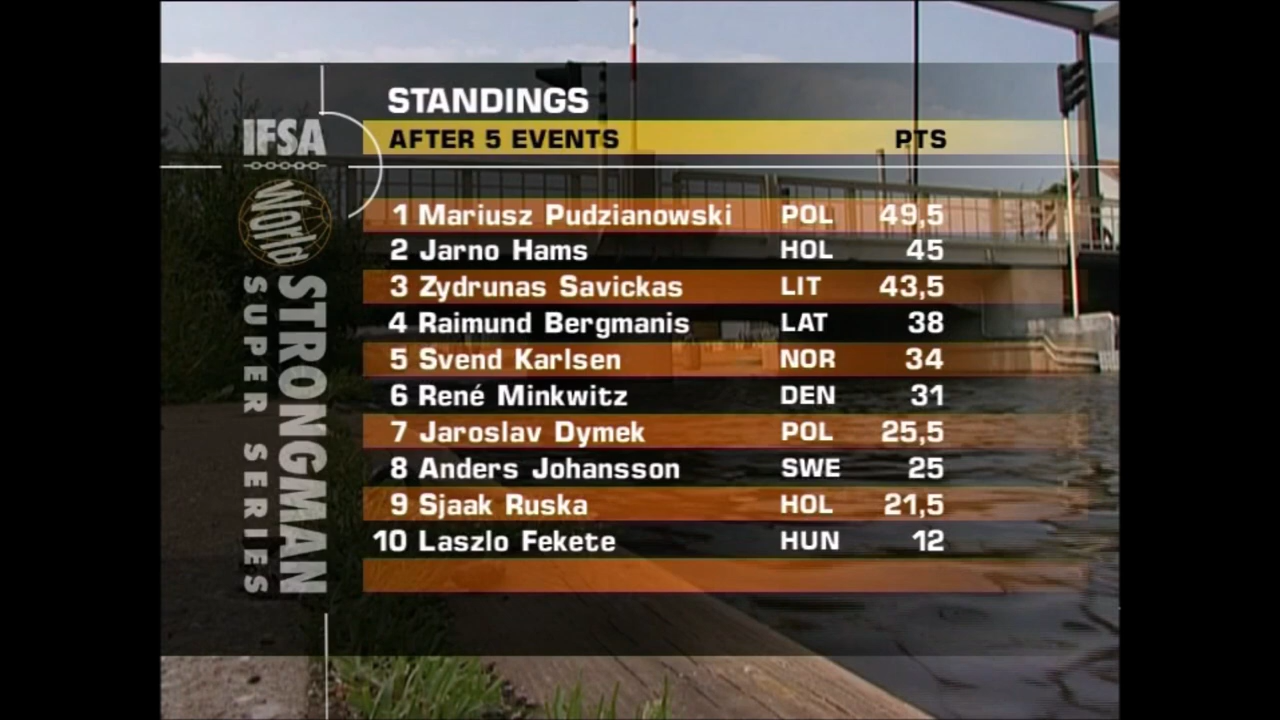 STANDINGS
AFTER 5 EVENTS PTS
IFSA
World
STRONGMAN
SUPER SERIES
1 Mariusz Pudzianowski POL 49,5
2 Jarno Hams HOL 45
3 Zydrunas Savickas LIT 43,5
4 Raimund Bergmanis LAT 38
5 Svend Karlsen NOR 34
6 René Minkwitz DEN 31
7 Jaroslav Dymek POL 25,5
8 Anders Johansson SWE 25
9 Sjaak Ruska HOL 21,5
10 Laszlo Fekete HUN 12